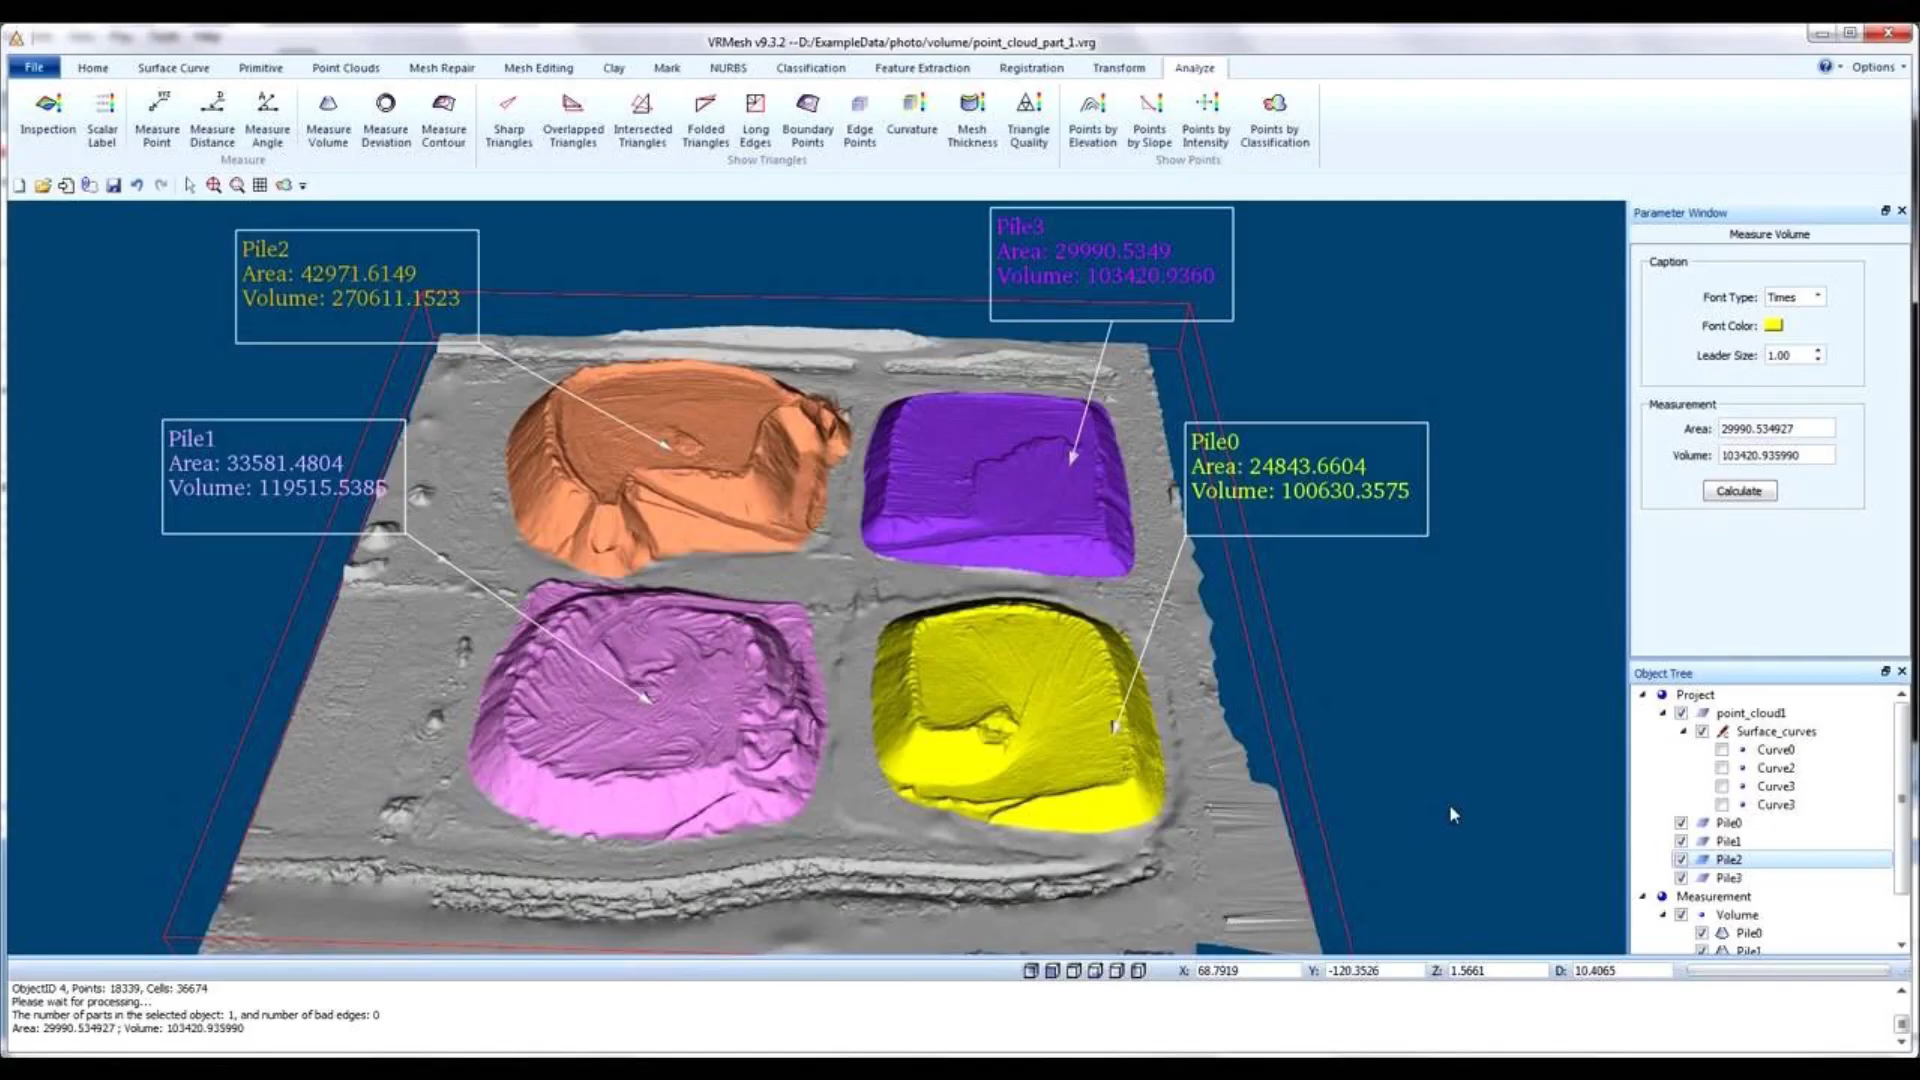 VRMesh v9.3.2 --D:/ExampleData/photo/volume/point_cloud_part_1.vrg
File Home Surface Curve Primitive Point Clouds Mesh Repair Mesh Editing Clay Mark NURBS Classification Feature Extraction Registration Transform Analyze Options
Inspection
Scalar Label
Measure Point
Measure Distance
Measure Angle
Measure Volume
Measure Deviation
Measure Contour
Sharp Triangles
Overlapped Triangles
Intersected Triangles
Folded Triangles
Long Edges
Boundary Points
Edge Points
Curvature
Mesh Thickness
Triangle Quality
Points by Elevation
Points by Slope
Points by Intensity
Points by Classification
Measure
Show Triangles
Show Points
Pile2
Area: 42971.6149
Volume: 270611.1523
Pile3
Area: 29990.5349
Volume: 103420.9360
Pile1
Area: 33581.4804
Volume: 119515.5385
Pile0
Area: 24843.6604
Volume: 100630.3575
Parameter Window
Measure Volume
Caption
Font Type: Times
Font Color:
Leader Size: 1.00
Measurement
Area: 29990.534927
Volume: 103420.935990
Calculate
Object Tree
Project
point_cloud1
Surface_curves
Curve0
Curve2
Curve3
Curve3
Pile0
Pile1
Pile2
Pile3
Measurement
Volume
Pile0
Pile1
X: 68.7919 Y: -120.3526 Z: 1.5661 D: 10.4065
ObjectID 4, Points: 18339, Cells: 36674
Please wait for processing...
The number of parts in the selected object: 1, and number of bad edges: 0
Area: 29990.534927 ; Volume: 103420.935990